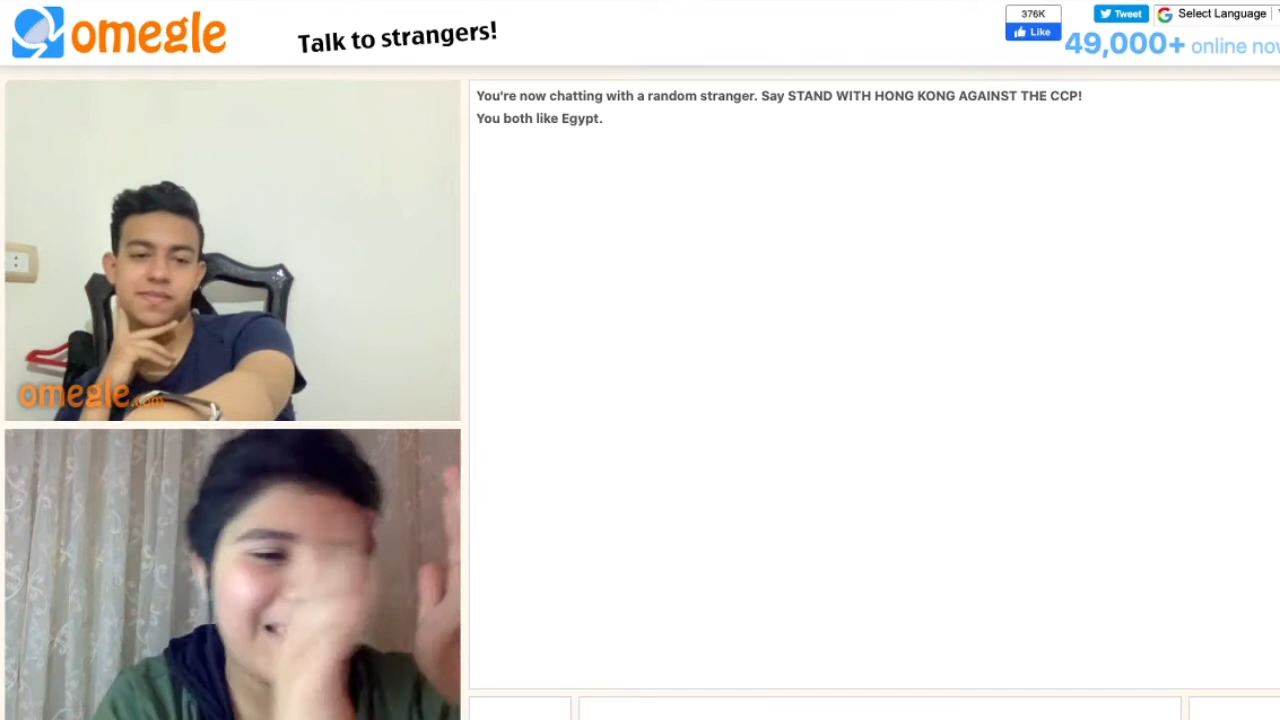 omegle
Talk to strangers!
376K
Like
Tweet
Select Language
49,000+ online now
You're now chatting with a random stranger. Say STAND WITH HONG KONG AGAINST THE CCP!
You both like Egypt.
omegle.com